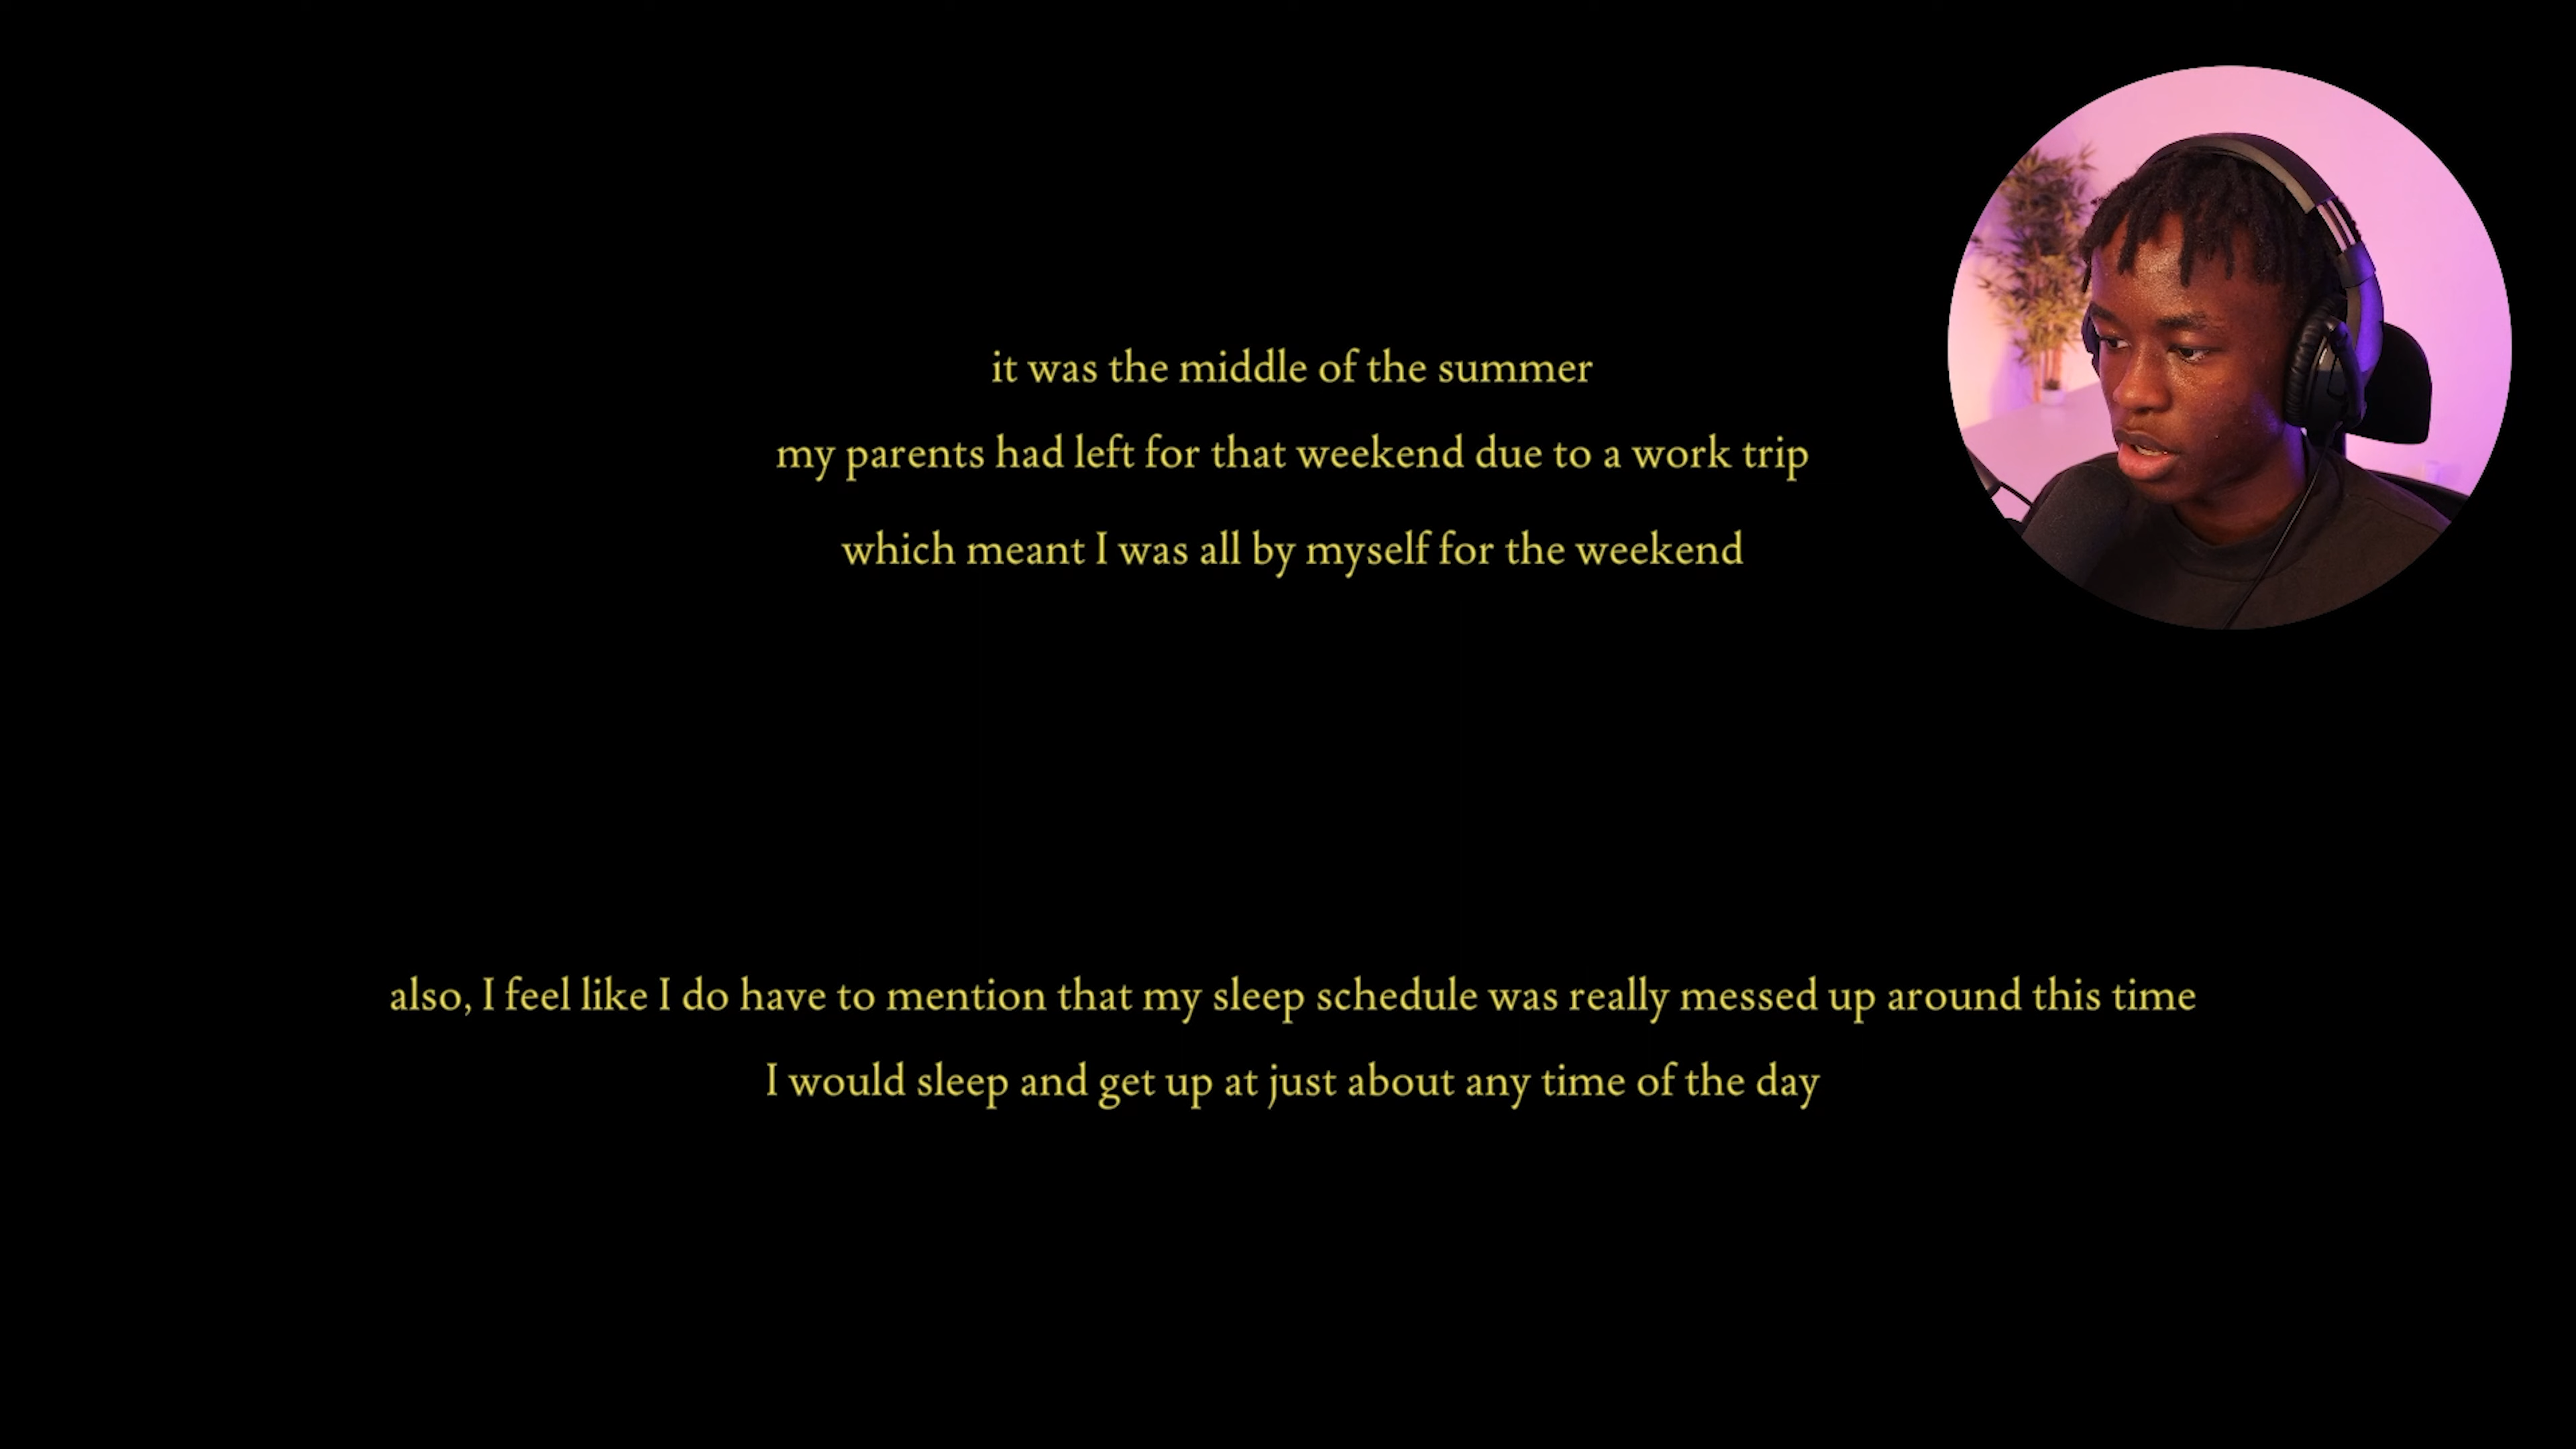 it was the middle of the summer
my parents had left for that weekend due to a work trip
which meant I was all by myself for the weekend
also, I feel like I do have to mention that my sleep schedule was really messed up around this time
I would sleep and get up at just about any time of the day